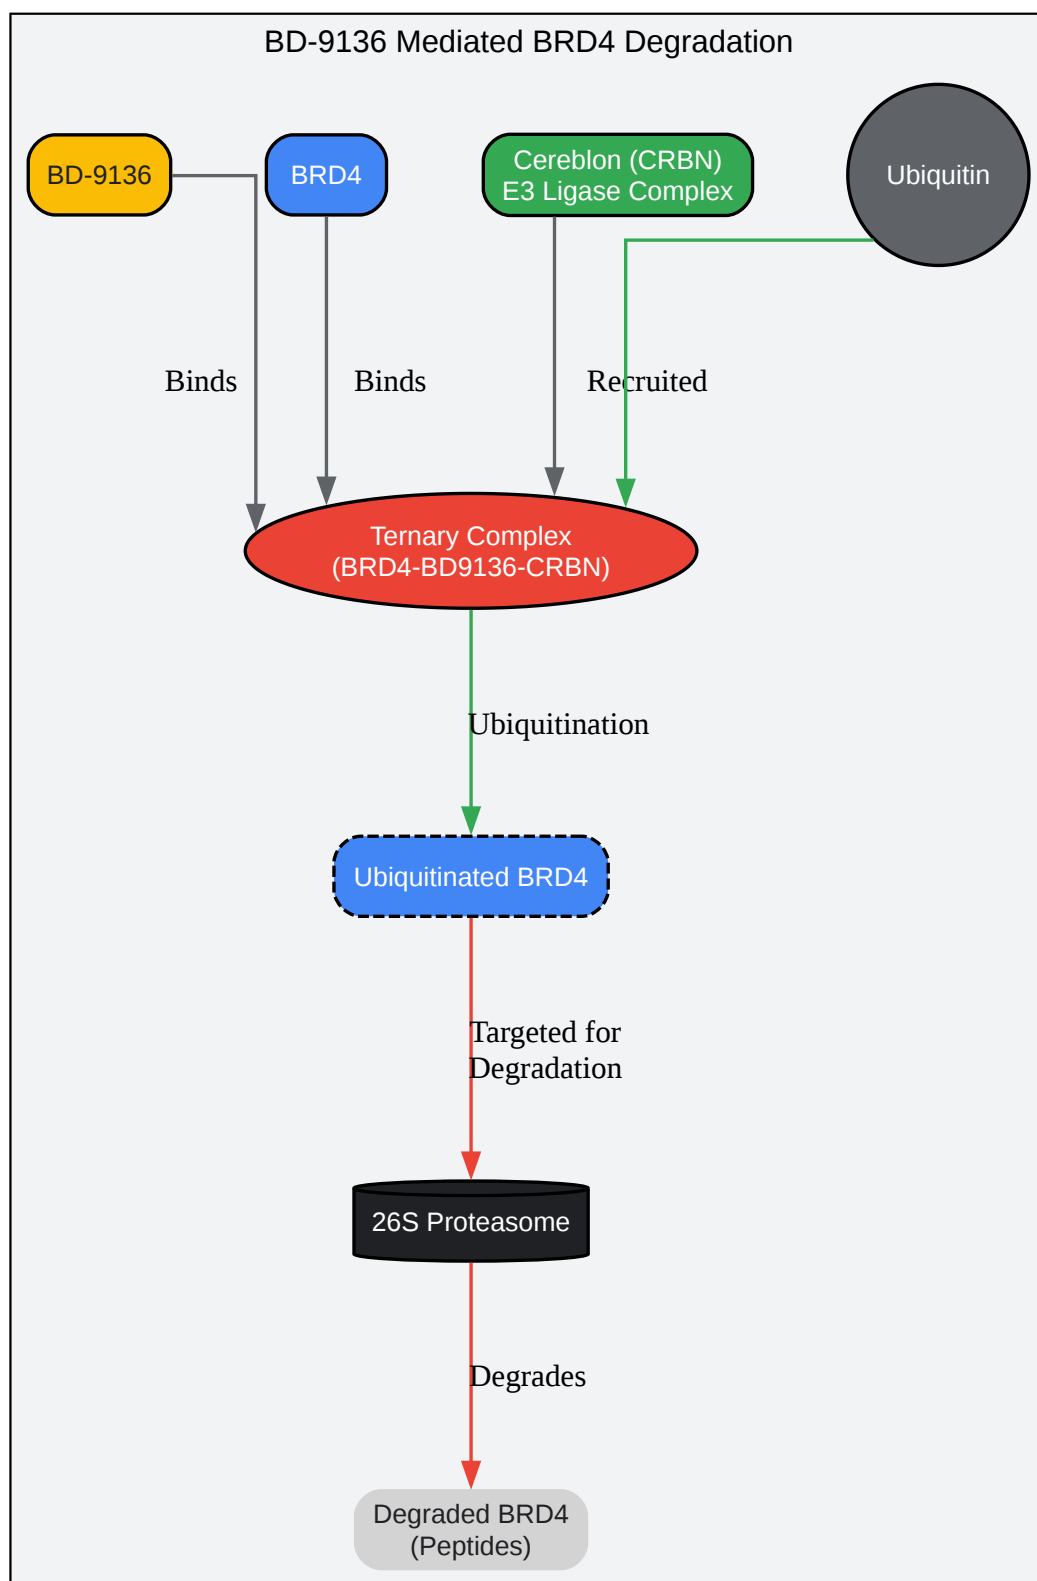 BD-9136 Mediated BRD4 Degradation
BD-9136
BRD4
Cereblon (CRBN)
E3 Ligase Complex
Ubiquitin
Binds
Binds
Recruited
Ternary Complex
(BRD4-BD9136-CRBN)
Ubiquitination
Ubiquitinated BRD4
Targeted for
Degradation
26S Proteasome
Degrades
Degraded BRD4
(Peptides)